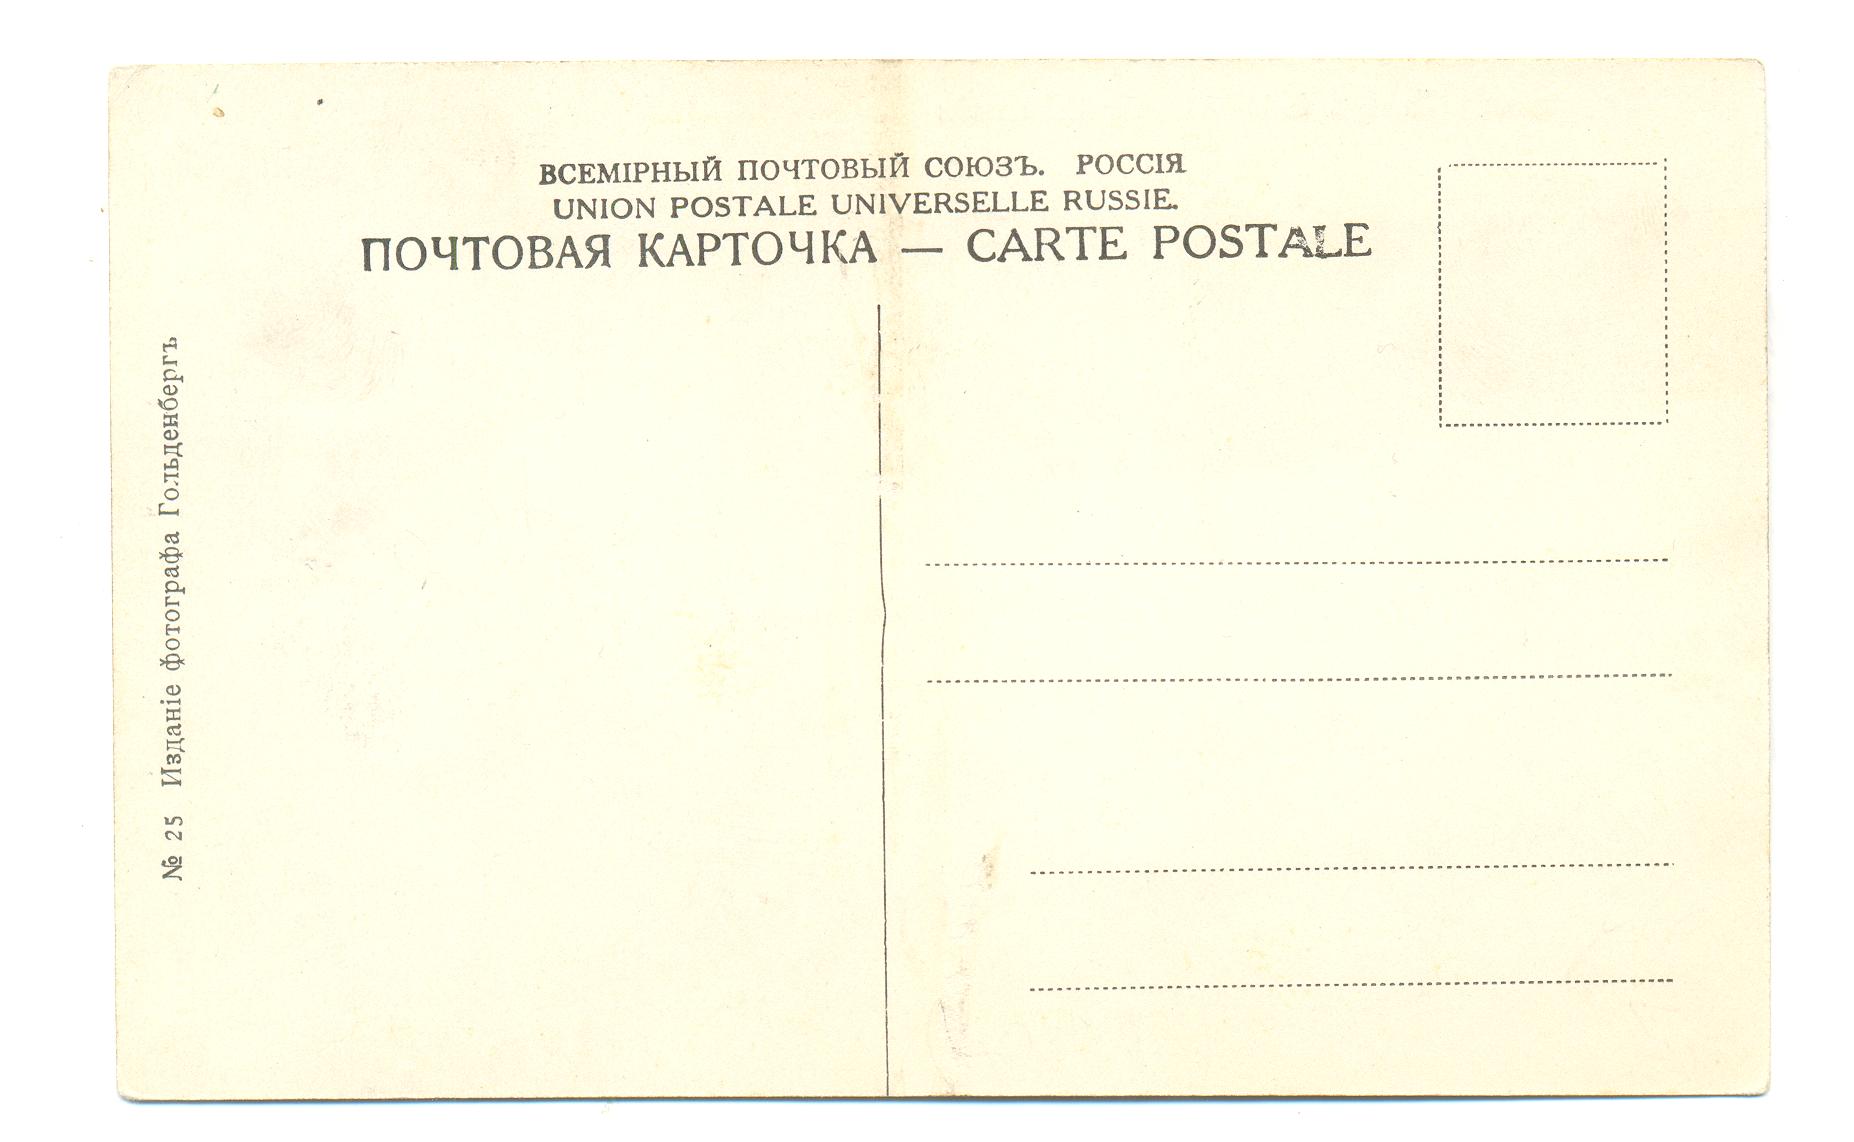 ВСЕМІРНЫЙ ПОЧТОВЫЙ СОЮЗЪ. РОССІЯ
UNION POSTALE UNIVERSELLE RUSSIE.
ПОЧТОВАЯ КАРТОЧКА — CARTE POSTALE
№ 25 Изданіе фотографа Гольденбергъ